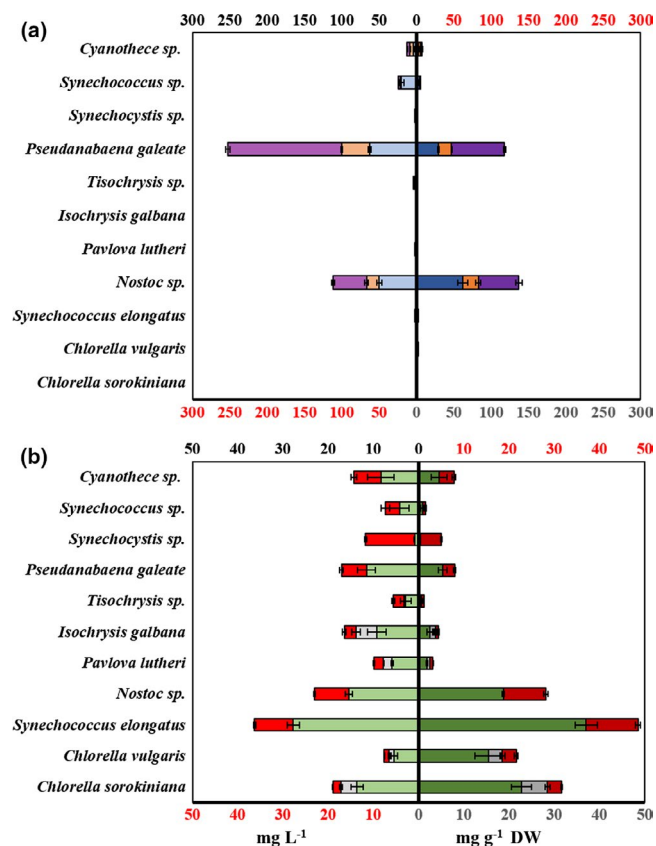 (a)
300 250 200 150 100 50 0 50 100 150 200 250 300
Cyanothece sp.
Synechococcus sp.
Synechocystis sp.
Pseudanabaena galeate
Tisochrysis sp.
Isochrysis galbana
Pavlova lutheri
Nostoc sp.
Synechococcus elongatus
Chlorella vulgaris
Chlorella sorokiniana
300 250 200 150 100 50 0 50 100 150 200 250 300
(b)
50 40 30 20 10 0 10 20 30 40 50
Cyanothece sp.
Synechococcus sp.
Synechocystis sp.
Pseudanabaena galeate
Tisochrysis sp.
Isochrysis galbana
Pavlova lutheri
Nostoc sp.
Synechococcus elongatus
Chlorella vulgaris
Chlorella sorokiniana
50 40 30 20 10 0 10 20 30 40 50
mg L⁻¹ mg g⁻¹ DW